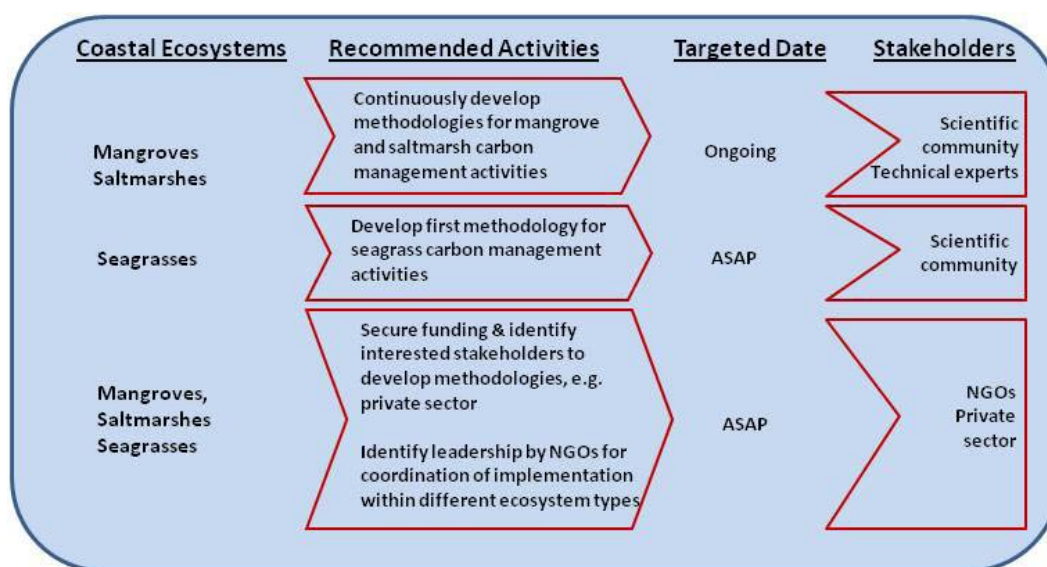 Coastal Ecosystems
Recommended Activities
Targeted Date
Stakeholders
Mangroves
Saltmarshes
Continuously develop
methodologies for mangrove
and saltmarsh carbon
management activities
Ongoing
Scientific
community
Technical experts
Seagrasses
Develop first methodology for
seagrass carbon management
activities
ASAP
Scientific
community
Mangroves,
Saltmarshes
Seagrasses
Secure funding & identify
interested stakeholders to
develop methodologies, e.g.
private sector
Identify leadership by NGOs for
coordination of implementation
within different ecosystem types
ASAP
NGOs
Private
sector